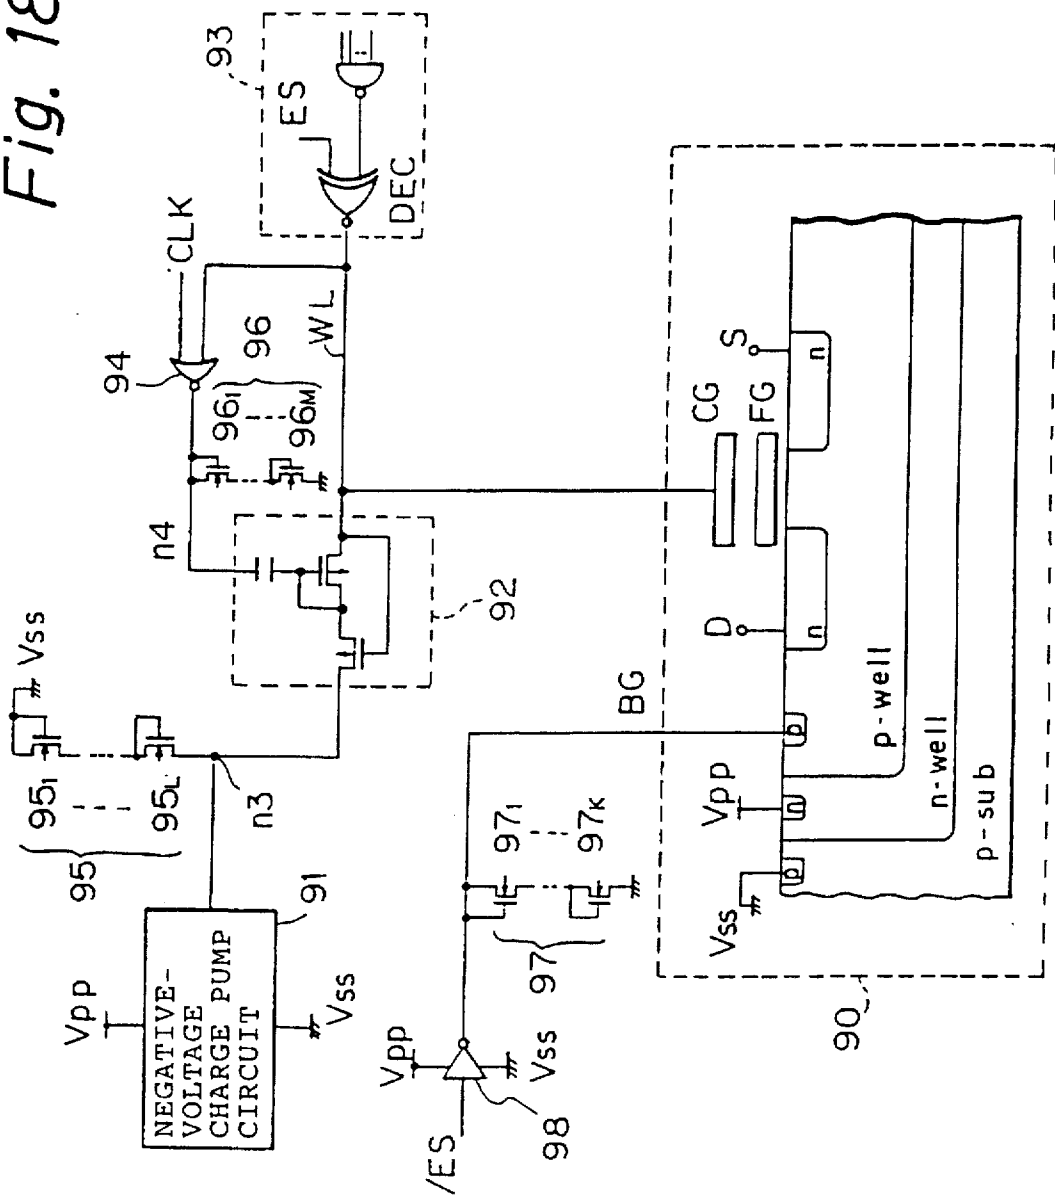 Fig. 18
93
ES
DEC
CLK
94
96
96₁
96M
WL
n4
92
Vss
95
95₁
95L
n3
91
Vpp
NEGATIVE-
VOLTAGE
CHARGE PUMP
CIRCUIT
Vss
Vpp
/ES
98
Vss
97
97₁
97K
BG
90
CG
FG
S
n
D
n
p
Vpp
n
Vss
p
p-well
n-well
p-sub